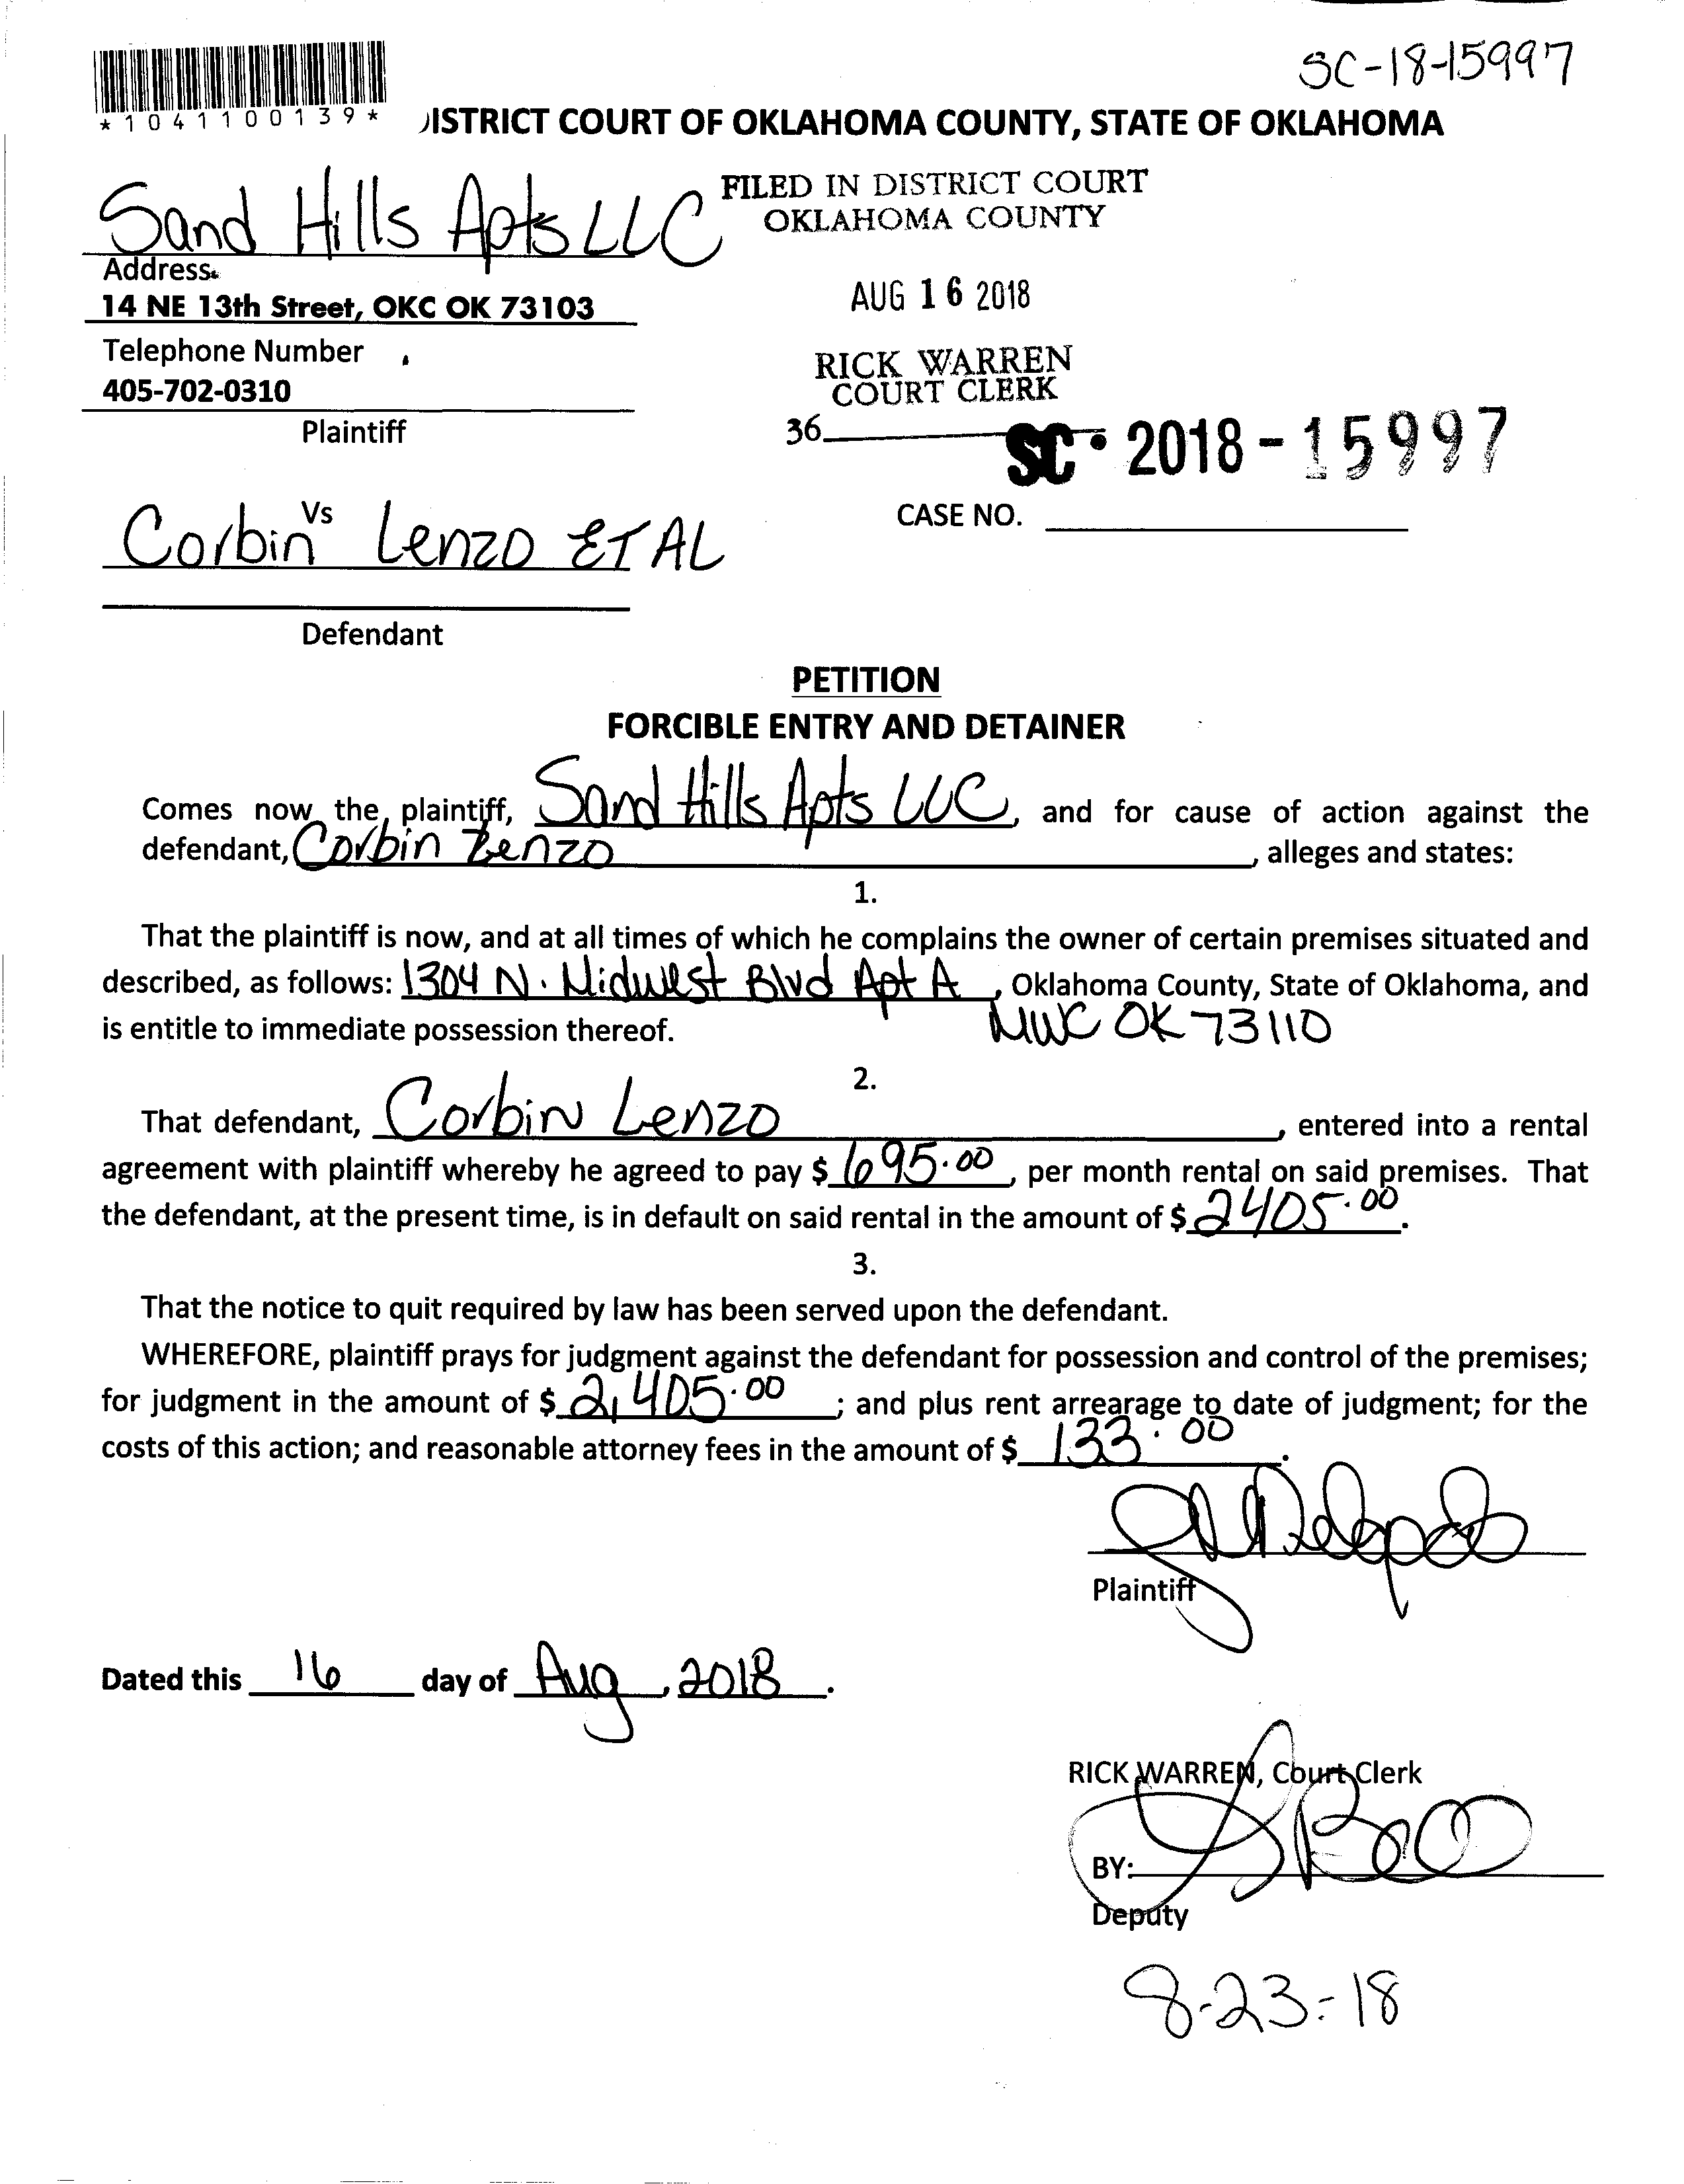 SC-18-15997
*1041100139*
DISTRICT COURT OF OKLAHOMA COUNTY, STATE OF OKLAHOMA
Sand Hills Apts LLC
FILED IN DISTRICT COURT
OKLAHOMA COUNTY
Address
14 NE 13th Street, OKC OK 73103
AUG 16 2018
Telephone Number
405-702-0310
RICK WARREN
COURT CLERK
Plaintiff
36
SC - 2018 - 15997
Vs
CASE NO.
Corbin Lenzo ET AL
Defendant
PETITION
FORCIBLE ENTRY AND DETAINER
Comes now the plaintiff, Sand Hills Apts LLC, and for cause of action against the
defendant, Corbin Lenzo, alleges and states:
1.
That the plaintiff is now, and at all times of which he complains the owner of certain premises situated and
described, as follows: 1304 N. Midwest Blvd Apt A, Oklahoma County, State of Oklahoma, and
is entitle to immediate possession thereof. MWC OK 73110
2.
That defendant, Corbin Lenzo, entered into a rental
agreement with plaintiff whereby he agreed to pay $ 695.00, per month rental on said premises. That
the defendant, at the present time, is in default on said rental in the amount of $ 2405.00.
3.
That the notice to quit required by law has been served upon the defendant.
WHEREFORE, plaintiff prays for judgment against the defendant for possession and control of the premises;
for judgment in the amount of $ 2,405.00; and plus rent arrearage to date of judgment; for the
costs of this action; and reasonable attorney fees in the amount of $ 133.00.
Plaintiff
Dated this 16 day of Aug, 2018.
RICK WARREN, Court Clerk
BY:
Deputy
8-23-18